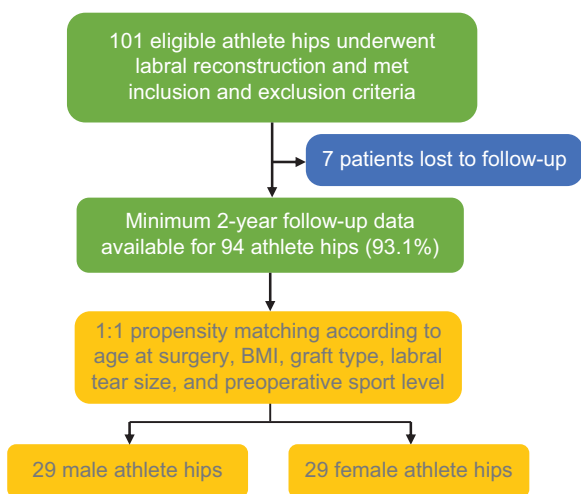 101 eligible athlete hips underwent
labral reconstruction and met
inclusion and exclusion criteria
7 patients lost to follow-up
Minimum 2-year follow-up data
available for 94 athlete hips (93.1%)
1:1 propensity matching according to
age at surgery, BMI, graft type, labral
tear size, and preoperative sport level
29 male athlete hips
29 female athlete hips